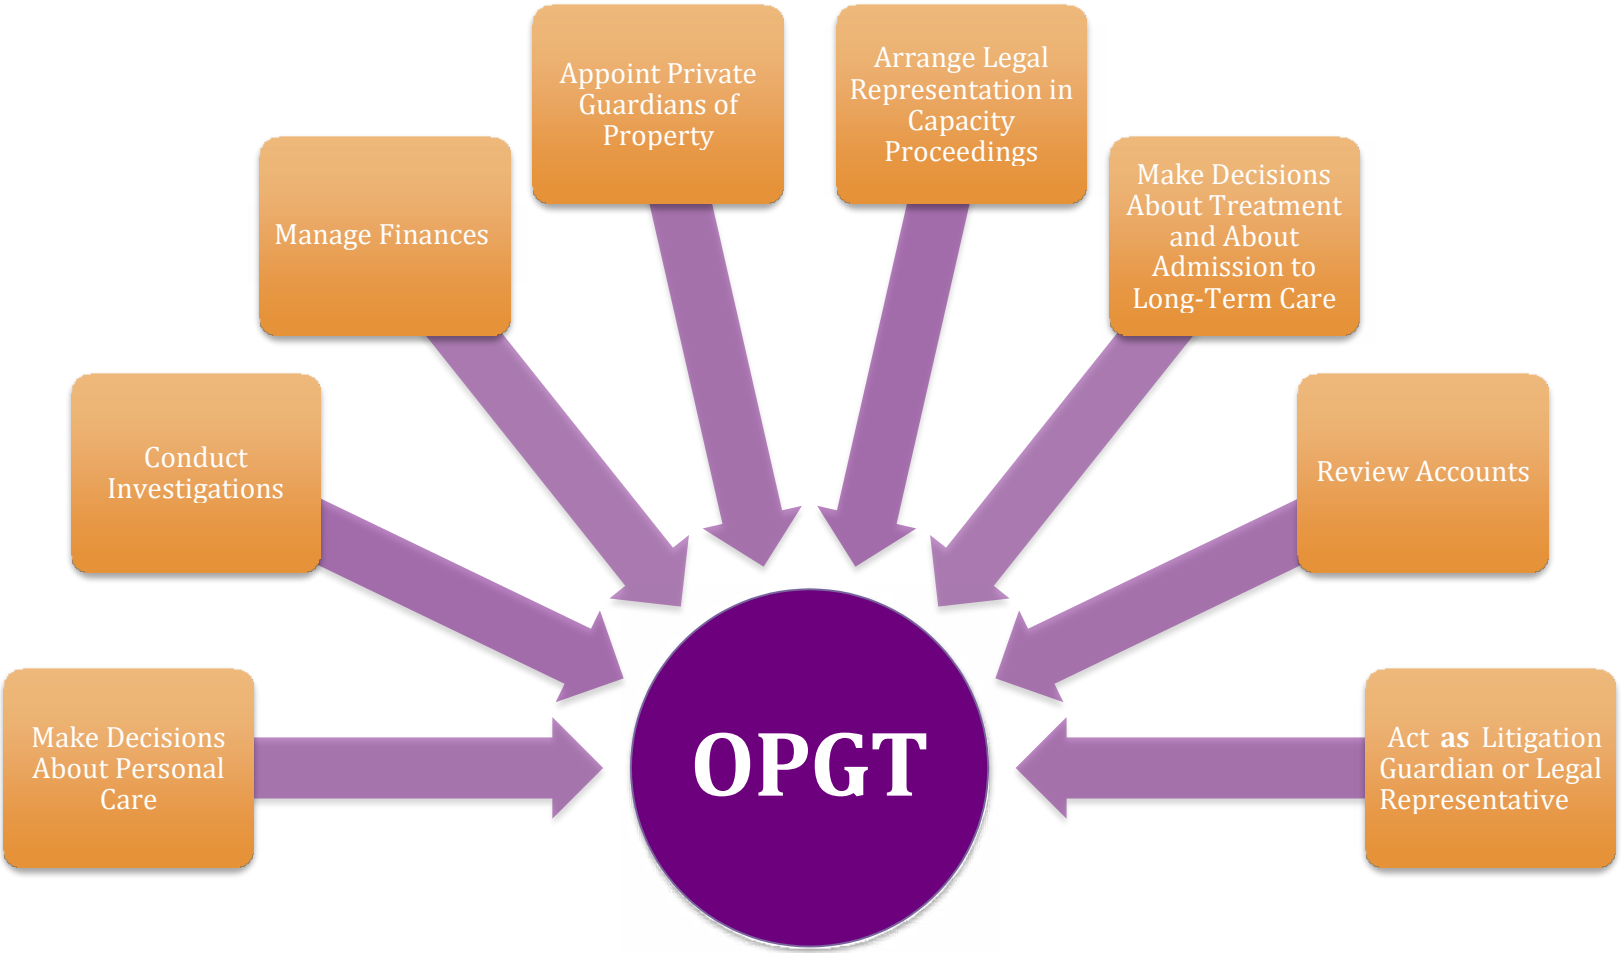 Appoint Private
Guardians of
Property
Arrange Legal
Representation in
Capacity
Proceedings
Manage Finances
Make Decisions
About Treatment
and About
Admission to
Long-Term Care
Conduct
Investigations
Review Accounts
Make Decisions
About Personal
Care
OPGT
Act as Litigation
Guardian or Legal
Representative